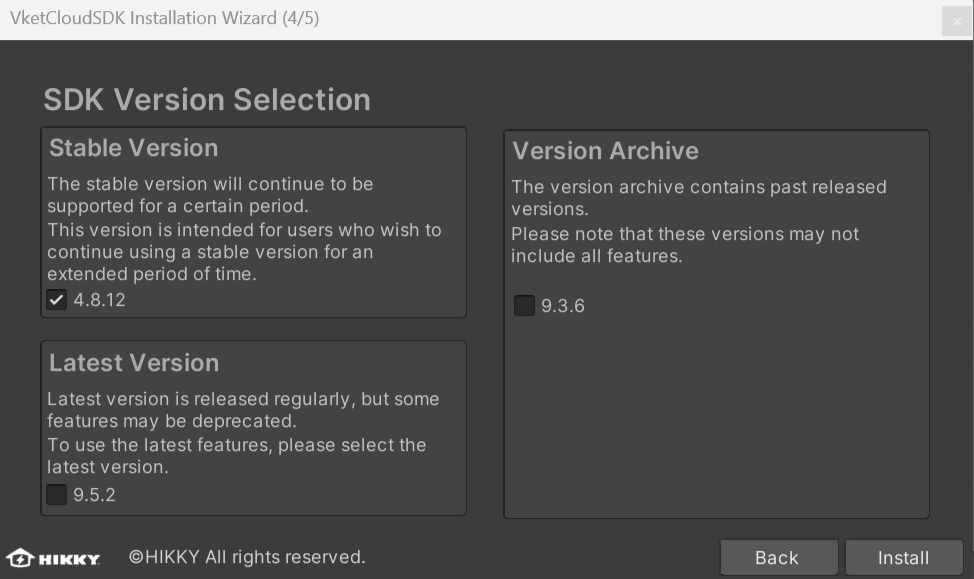 VketCloudSDK Installation Wizard (4/5)
SDK Version Selection
Stable Version
The stable version will continue to be
supported for a certain period.
This version is intended for users who wish to
continue using a stable version for an
extended period of time.
4.8.12
Latest Version
Latest version is released regularly, but some
features may be deprecated.
To use the latest features, please select the
latest version.
9.5.2
Version Archive
The version archive contains past released
versions.
Please note that these versions may not
include all features.
9.3.6
HIKKY
©HIKKY All rights reserved.
Back
Install